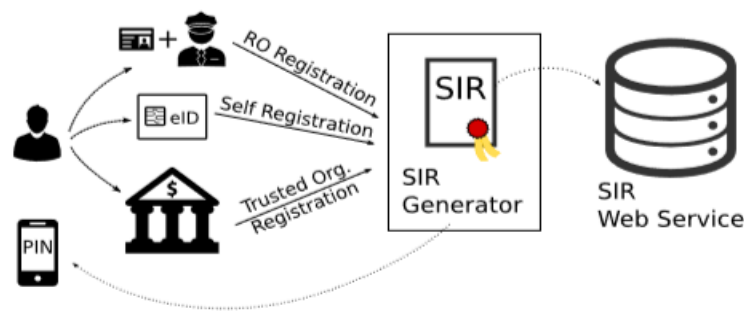 RO Registration
eID
Self Registration
$
Trusted Org.
Registration
PIN
SIR
SIR
Generator
SIR
Web Service